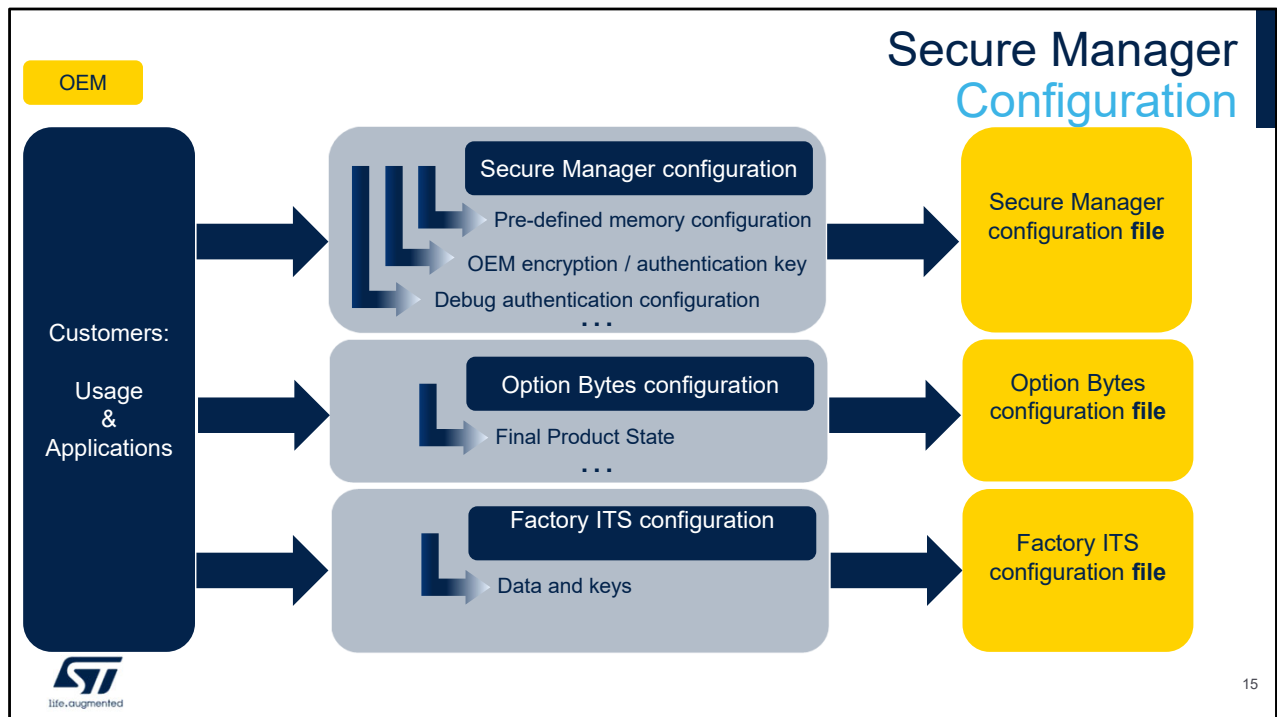 Secure Manager
Configuration
OEM
Customers:
Usage
&
Applications
Secure Manager configuration
Pre-defined memory configuration
OEM encryption / authentication key
Debug authentication configuration
...
Secure Manager
configuration file
Option Bytes configuration
Final Product State
...
Option Bytes
configuration file
Factory ITS configuration
Data and keys
Factory ITS
configuration file
ST
life.augmented
15